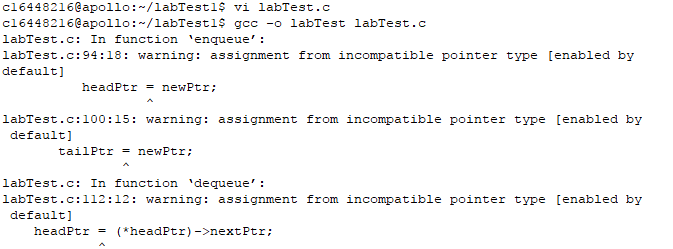 c16448216@apollo:~/labTest1$ vi labTest.c
c16448216@apollo:~/labTest1$ gcc -o labTest labTest.c
labTest.c: In function ‘enqueue’:
labTest.c:94:18: warning: assignment from incompatible pointer type [enabled by
default]
headPtr = newPtr;
^
labTest.c:100:15: warning: assignment from incompatible pointer type [enabled by
default]
tailPtr = newPtr;
^
labTest.c: In function ‘dequeue’:
labTest.c:112:12: warning: assignment from incompatible pointer type [enabled by
default]
headPtr = (*headPtr)->nextPtr;
^